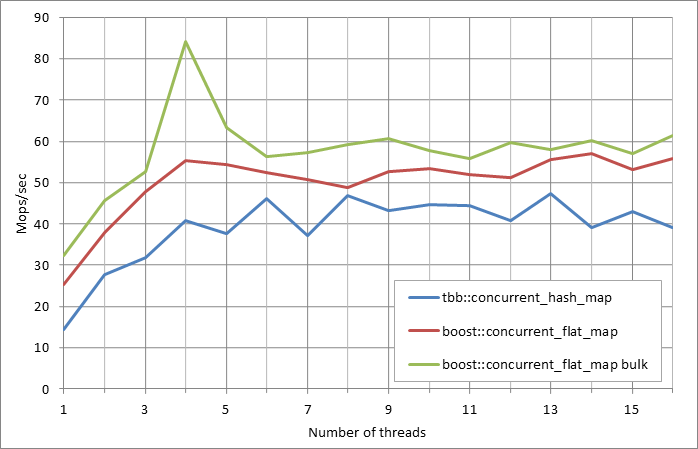 90
80
70
60
50
40
30
20
10
0
Mops/sec
tbb::concurrent_hash_map
boost::concurrent_flat_map
boost::concurrent_flat_map bulk
1 3 5 7 9 11 13 15
Number of threads